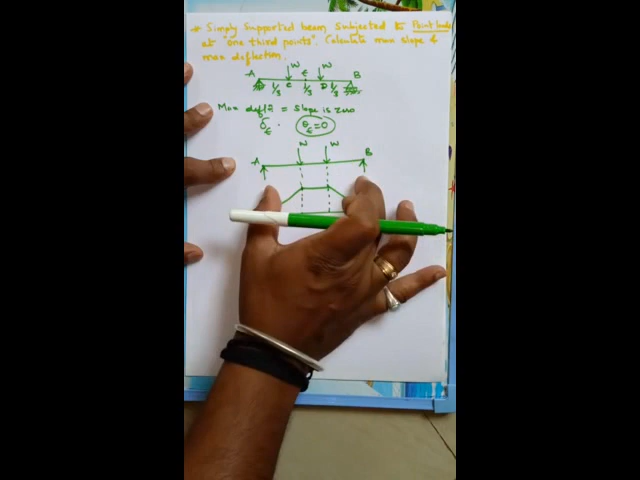 * Simply Supported beam Subjected to Point loads
at "one third points". Calculate max slope &
max deflection.
W W
A E B
l/3 C l/3 D l/3
Max defln = Slope is zero
δE . θE=0
W W
A B